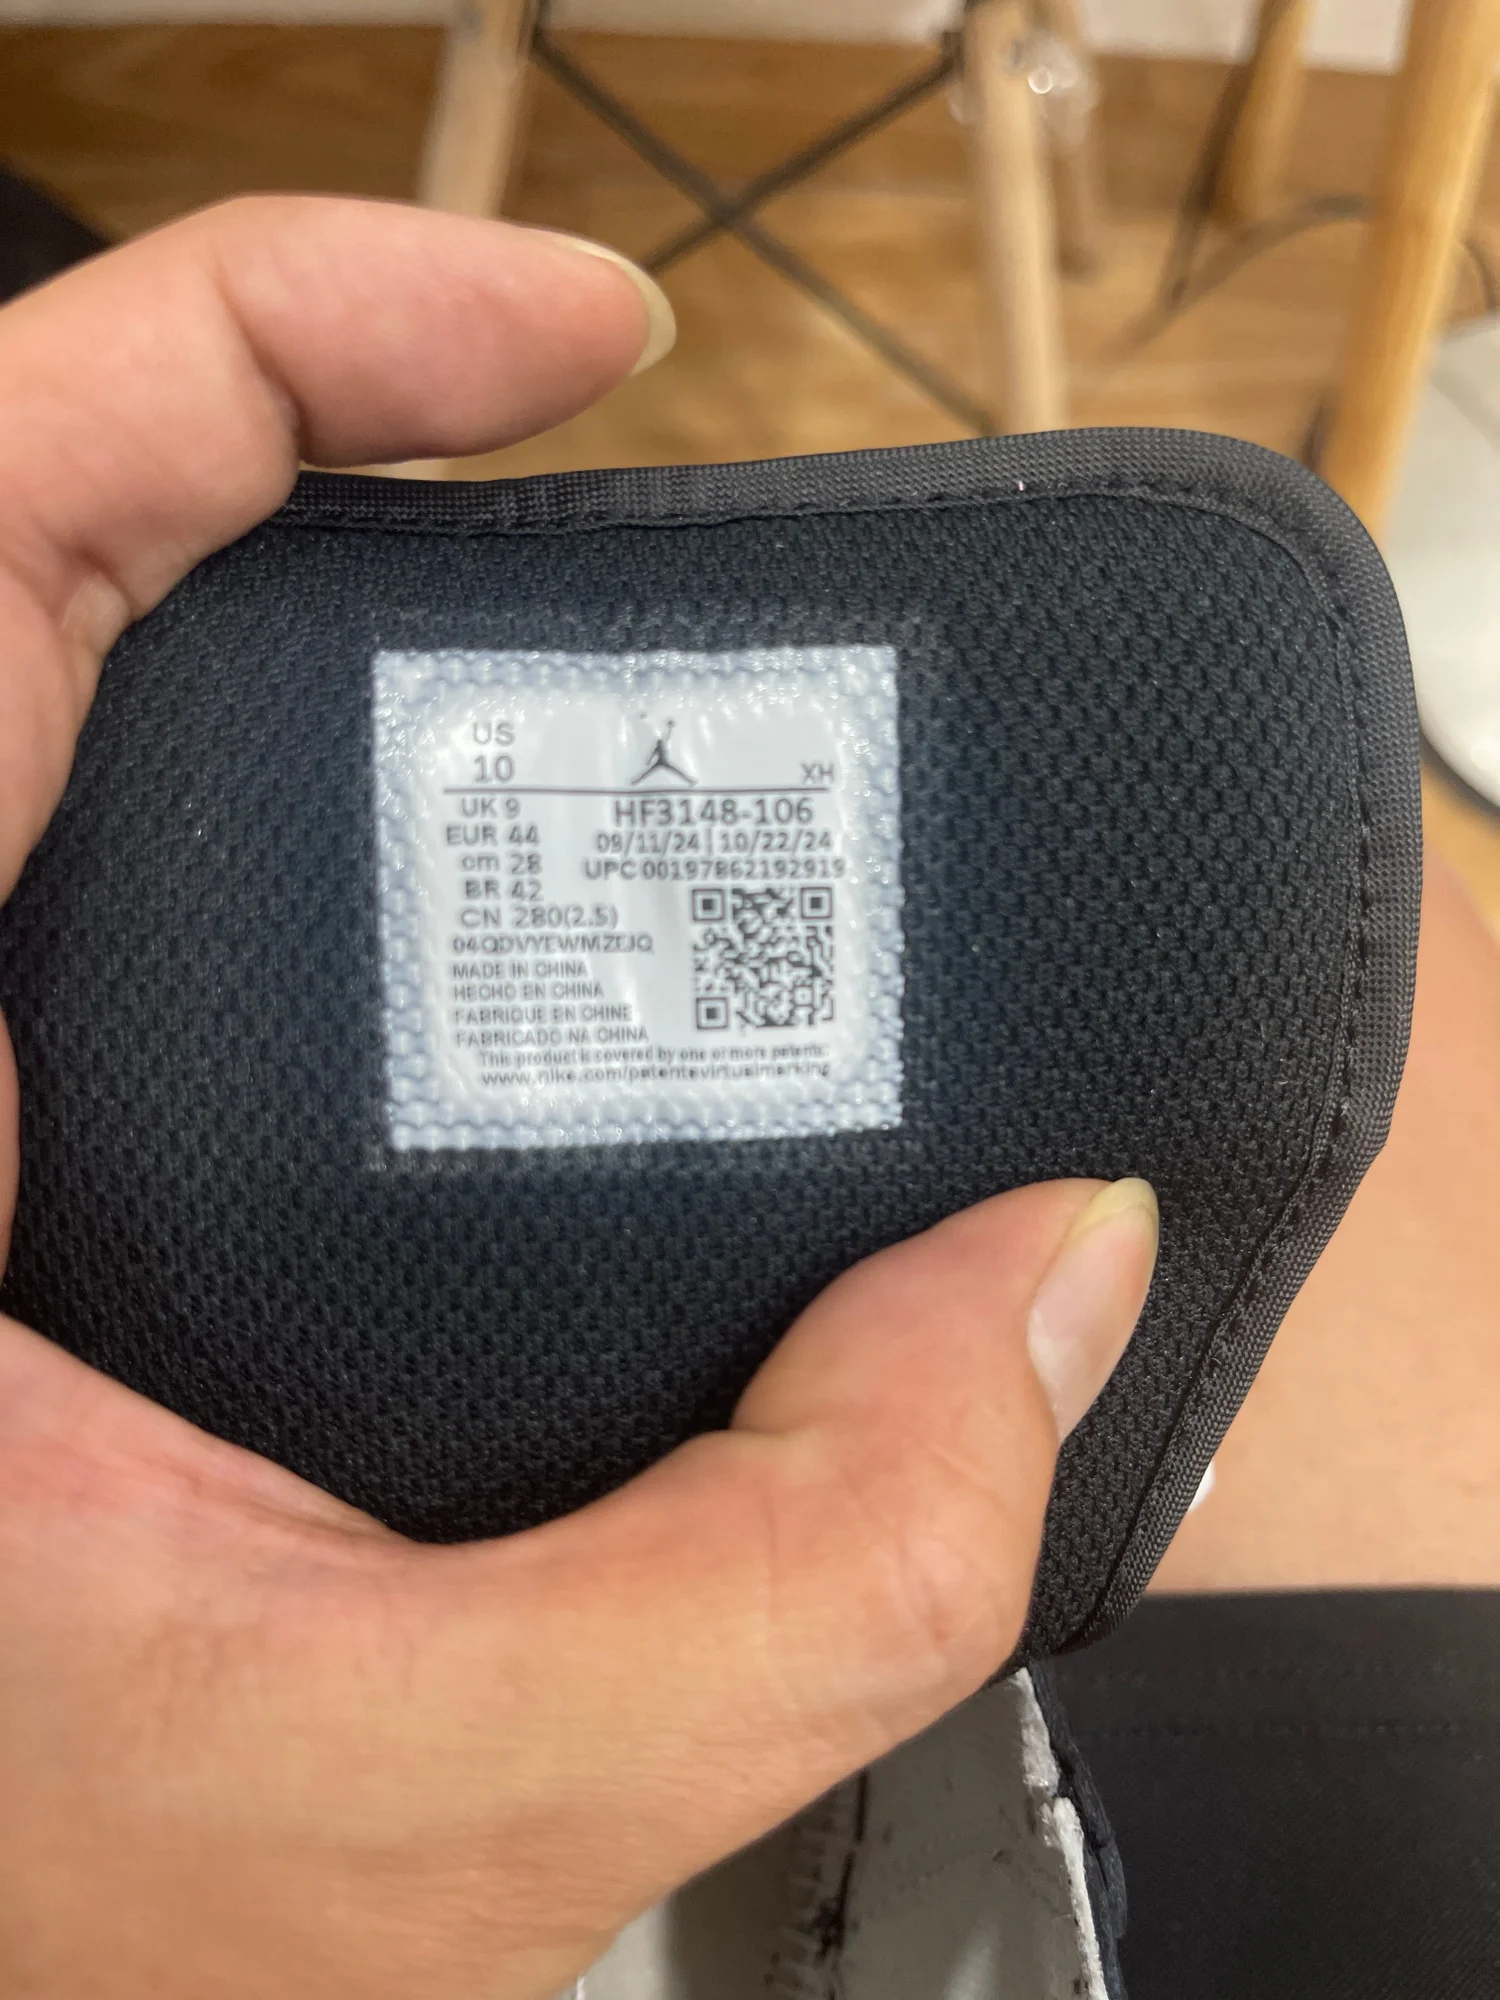 US
10
XH
UK 9
HF3148-106
EUR 44
09/11/24 | 10/22/24
cm 28
UPC 00197862192919
BR 42
CN 280(2.5)
MADE IN CHINA
HECHO EN CHINA
FABRIQUE EN CHINE
FABRICADO NA CHINA
This product is covered by one or more patents:
www.nike.com/patentsvirtualmarking